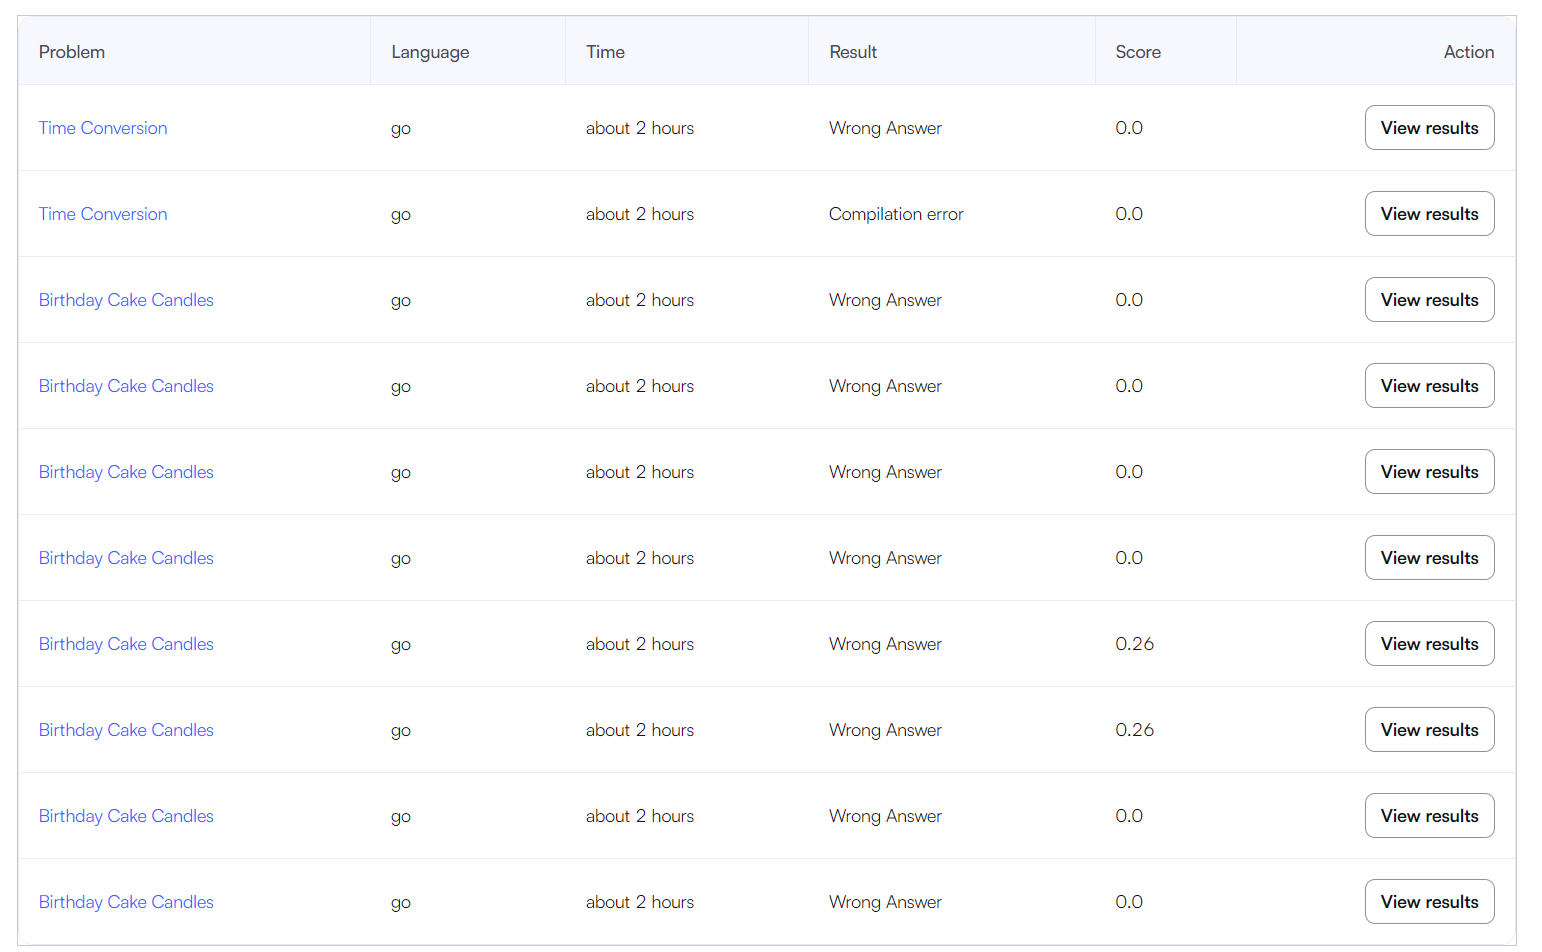 Problem Language Time Result Score Action
Time Conversion go about 2 hours Wrong Answer 0.0 View results
Time Conversion go about 2 hours Compilation error 0.0 View results
Birthday Cake Candles go about 2 hours Wrong Answer 0.0 View results
Birthday Cake Candles go about 2 hours Wrong Answer 0.0 View results
Birthday Cake Candles go about 2 hours Wrong Answer 0.0 View results
Birthday Cake Candles go about 2 hours Wrong Answer 0.0 View results
Birthday Cake Candles go about 2 hours Wrong Answer 0.26 View results
Birthday Cake Candles go about 2 hours Wrong Answer 0.26 View results
Birthday Cake Candles go about 2 hours Wrong Answer 0.0 View results
Birthday Cake Candles go about 2 hours Wrong Answer 0.0 View results